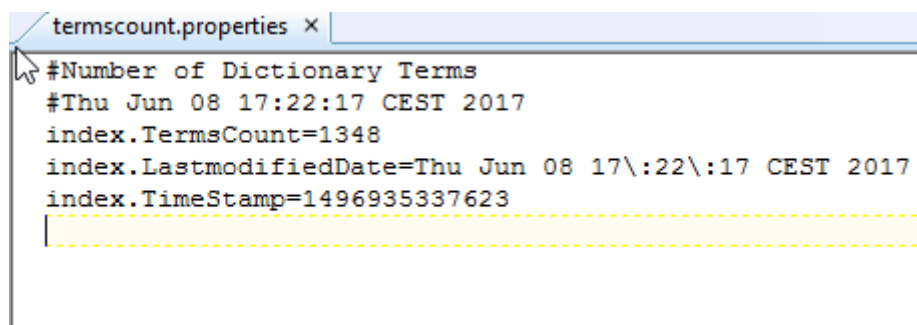 termscount.properties ×
#Number of Dictionary Terms
#Thu Jun 08 17:22:17 CEST 2017
index.TermsCount=1348
index.LastmodifiedDate=Thu Jun 08 17\:22\:17 CEST 2017
index.TimeStamp=1496935337623